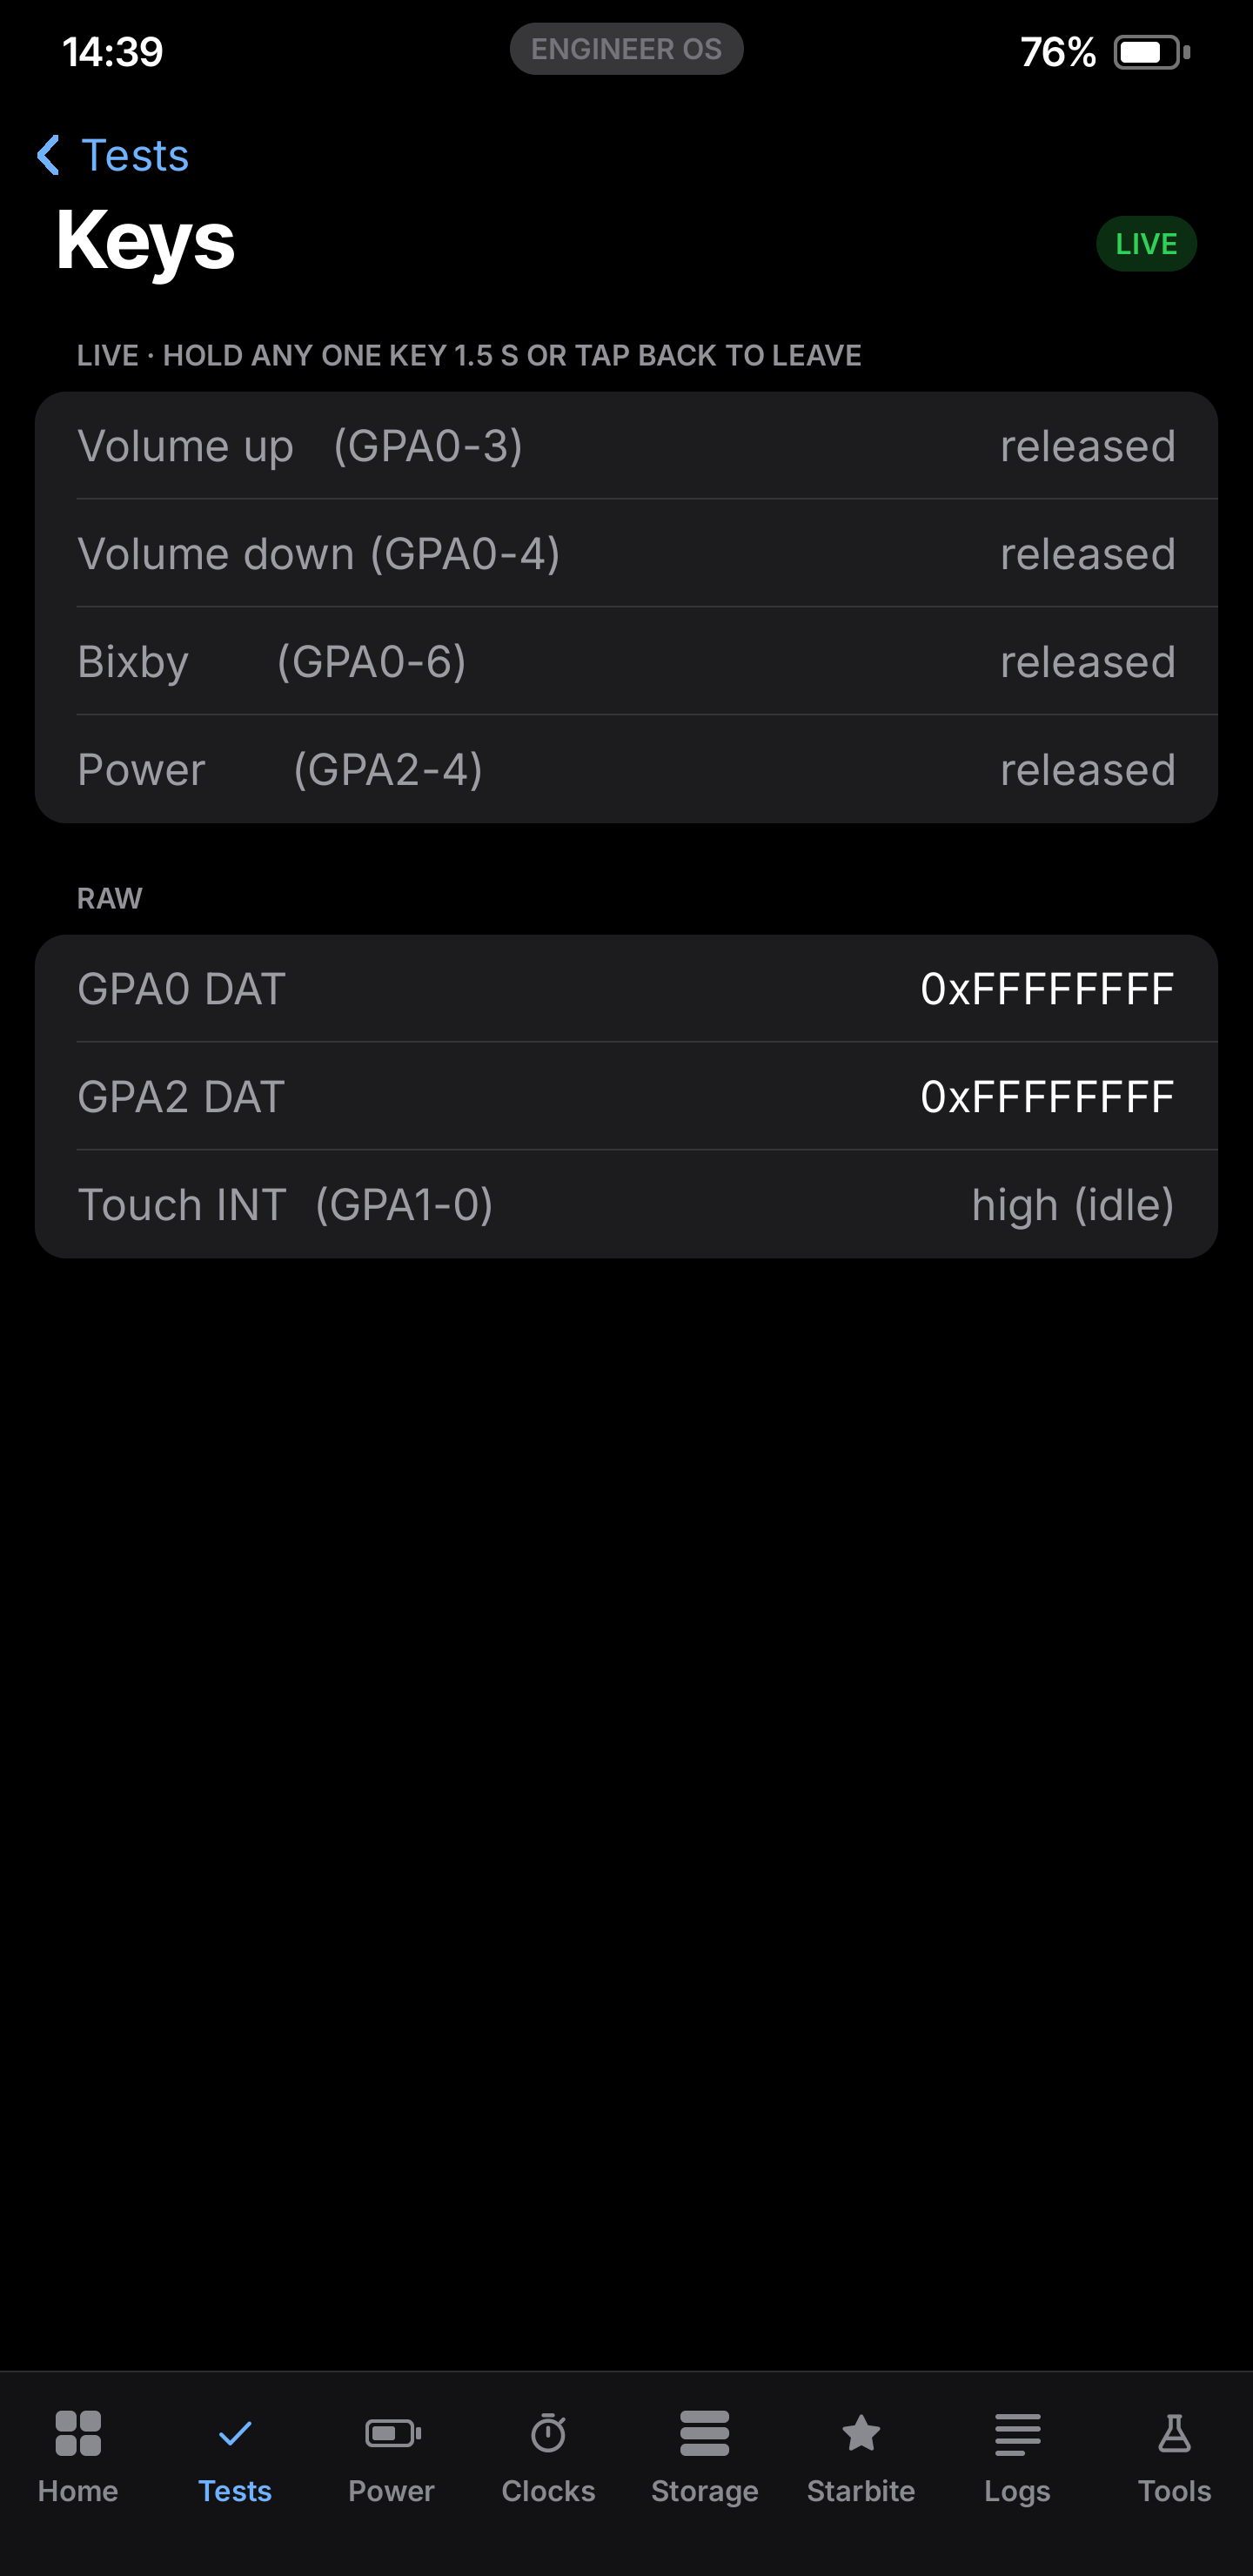 14:39 ENGINEER OS 76%
Tests
Keys LIVE
LIVE · HOLD ANY ONE KEY 1.5 S OR TAP BACK TO LEAVE
Volume up (GPA0-3) released
Volume down (GPA0-4) released
Bixby (GPA0-6) released
Power (GPA2-4) released
RAW
GPA0 DAT 0xFFFFFFFF
GPA2 DAT 0xFFFFFFFF
Touch INT (GPA1-0) high (idle)
Home Tests Power Clocks Storage Starbite Logs Tools